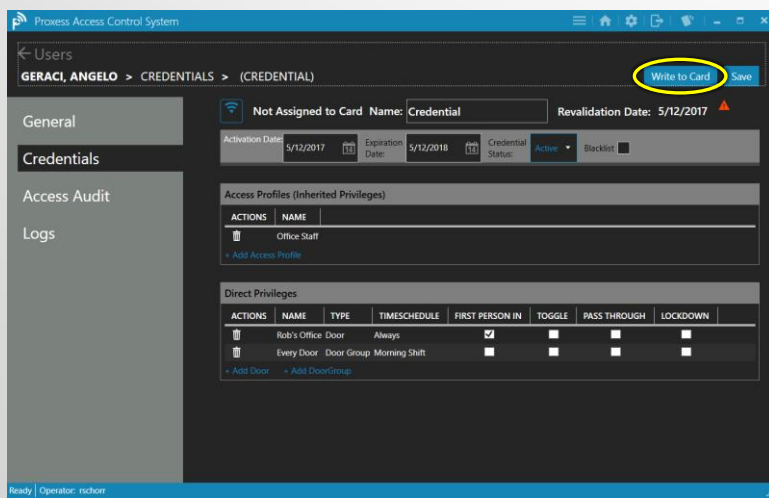 Proxess Access Control System
Users
GERACI, ANGELO > CREDENTIALS > (CREDENTIAL)
Write to Card Save
General
Credentials
Access Audit
Logs
Not Assigned to Card Name: Credential Revalidation Date: 5/12/2017
Activation Date: 5/12/2017 14 Expiration Date: 5/12/2018 14 Credential Status: Active Blacklist
Access Profiles (Inherited Privileges)
ACTIONS NAME
Office Staff
+ Add Access Profile
Direct Privileges
ACTIONS NAME TYPE TIMESCHEDULE FIRST PERSON IN TOGGLE PASS THROUGH LOCKDOWN
Rob's Office Door Always
Every Door Door Group Morning Shift
+ Add Door + Add DoorGroup
Ready Operator: rschorr